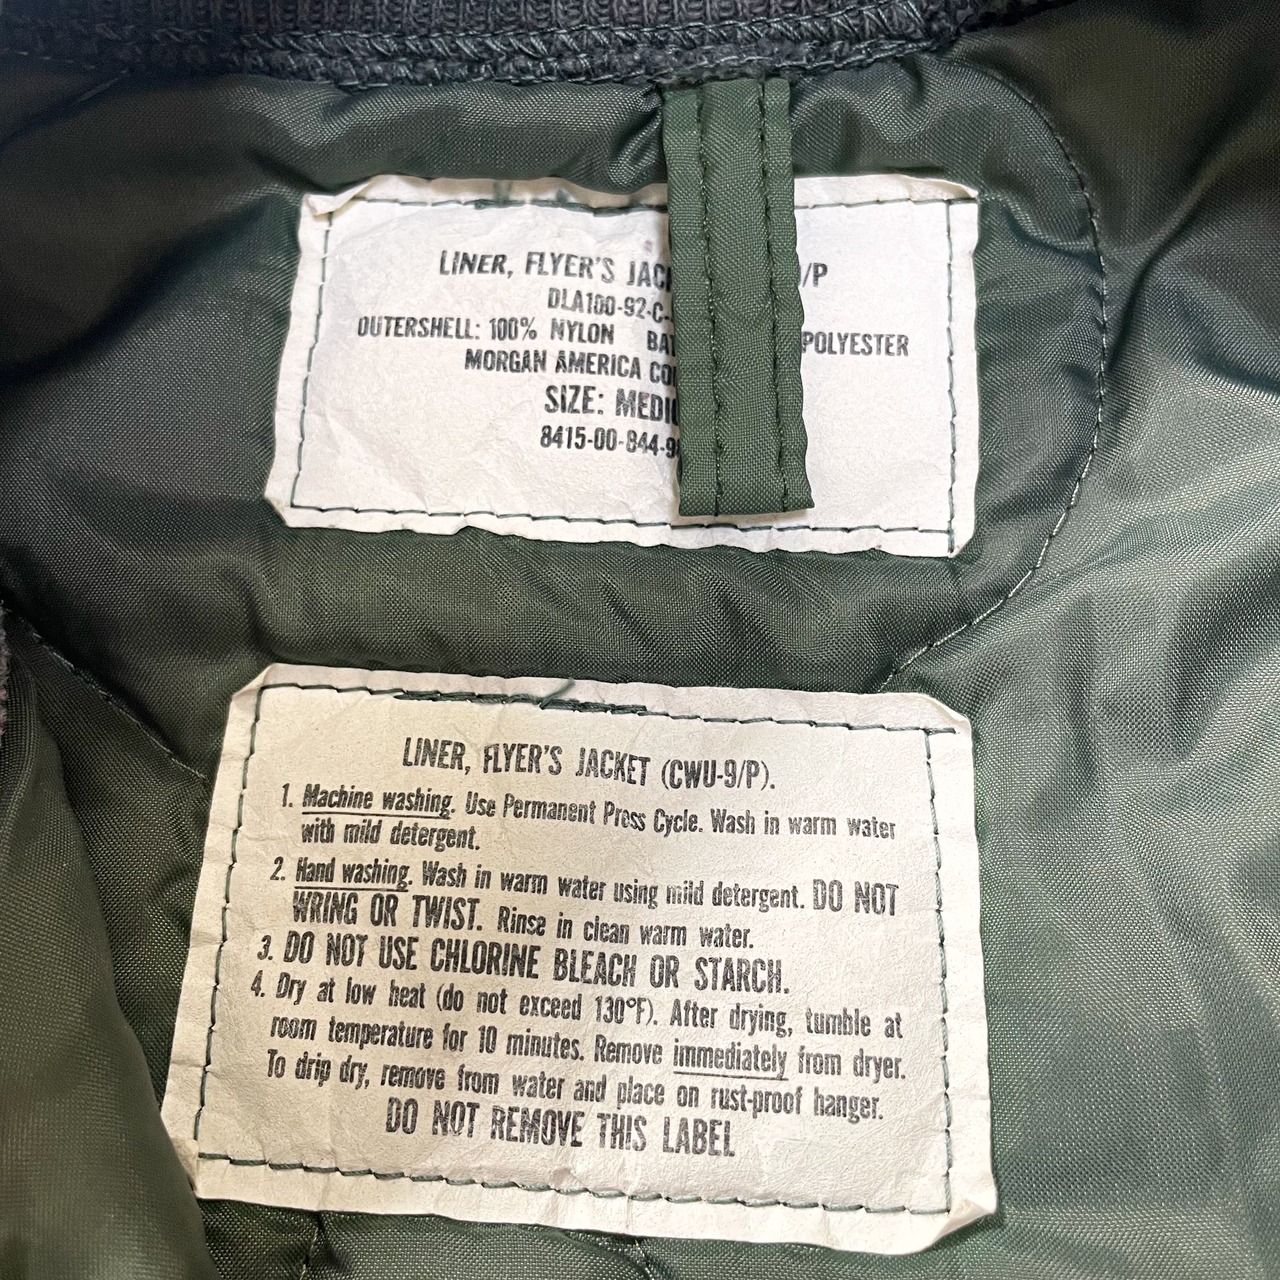 LINER, FLYER'S /P
DLA100-92-C-
OUTERSHELL: 100% NYLON POLYESTER
MORGAN AMERICA
SIZE:
8415-00-844-9
LINER, FLYER'S JACKET (CWU-9/P).
1. Machine washing. Use Permanent Press Cycle. Wash in warm water
with mild detergent.
2. Hand washing. Wash in warm water using mild detergent. DO NOT
WRING OR TWIST. Rinse in clean warm water.
3. DO NOT USE CHLORINE BLEACH OR STARCH.
4. Dry at low heat (do not exceed 130°F). After drying, tumble at
room temperature for 10 minutes. Remove immediately from dryer.
To drip dry, remove from water and place on rust-proof hanger.
DO NOT REMOVE THIS LABEL